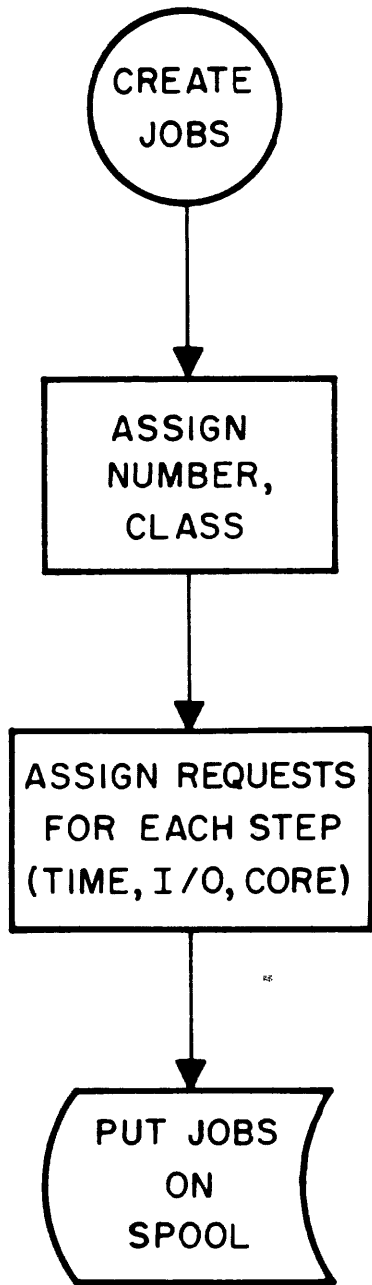 CREATE
JOBS
ASSIGN
NUMBER,
CLASS
ASSIGN REQUESTS
FOR EACH STEP
(TIME, I/O, CORE)
PUT JOBS
ON
SPOOL